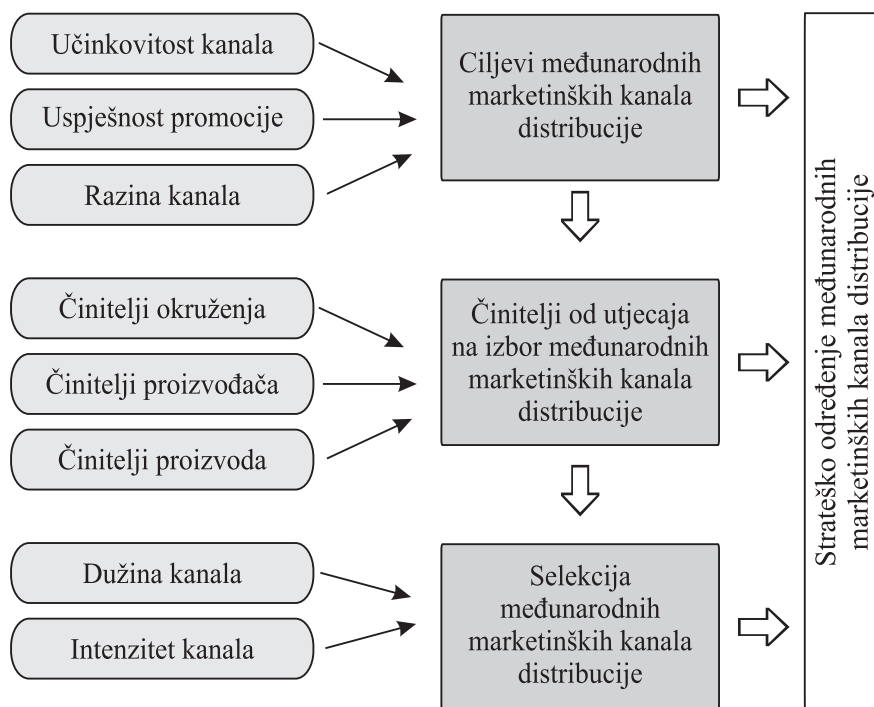 Učinkovitost kanala
Uspješnost promocije
Razina kanala
Ciljevi međunarodnih
marketinških kanala
distribucije
Činitelji okruženja
Činitelji proizvođača
Činitelji proizvoda
Činitelji od utjecaja
na izbor međunarodnih
marketinških kanala
distribucije
Dužina kanala
Intenzitet kanala
Selekcija
međunarodnih
marketinških kanala
distribucije
Strateško određenje međunarodnih
marketinških kanala distribucije